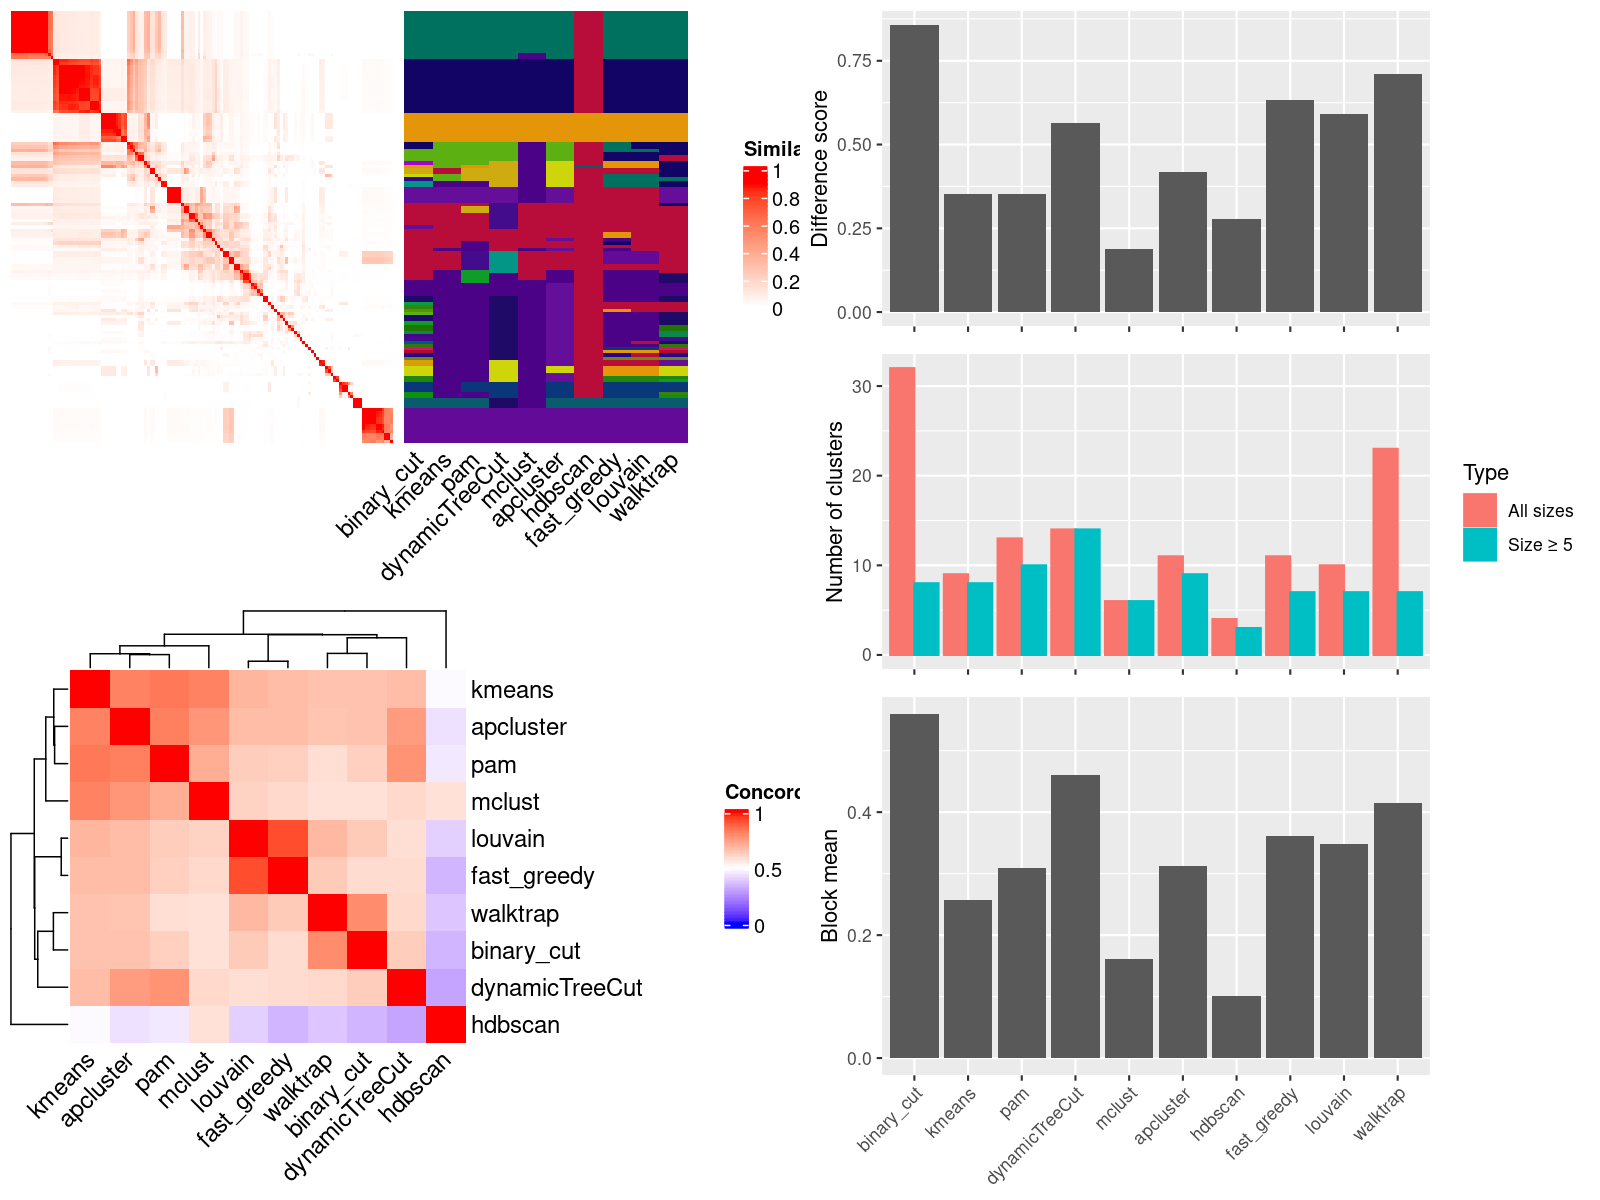 Simila
1
0.8
0.6
0.4
0.2
0
binary_cut
kmeans
pam
dynamicTreeCut
mclust
apcluster
hdbscan
fast_greedy
louvain
walktrap
kmeans
apcluster
pam
mclust
louvain
fast_greedy
walktrap
binary_cut
dynamicTreeCut
hdbscan
kmeans
apcluster
pam
mclust
louvain
fast_greedy
walktrap
binary_cut
dynamicTreeCut
hdbscan
Concord
1
0.5
0
Difference score
0.75
0.50
0.25
0.00
Number of clusters
30
20
10
0
Type
All sizes
Size ≥ 5
Block mean
0.4
0.2
0.0
binary_cut
kmeans
pam
dynamicTreeCut
mclust
apcluster
hdbscan
fast_greedy
louvain
walktrap